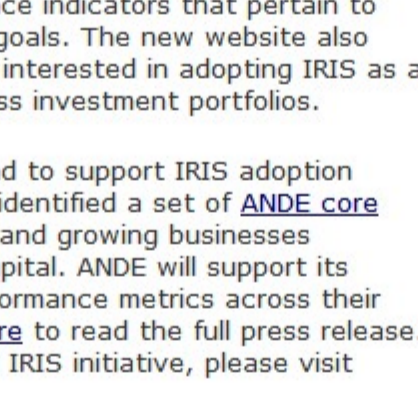 ce indicators that pertain to
goals. The new website also
interested in adopting IRIS as a
ss investment portfolios.
d to support IRIS adoption
identified a set of ANDE core
and growing businesses
pital. ANDE will support its
ormance metrics across their
re to read the full press release.
IRIS initiative, please visit